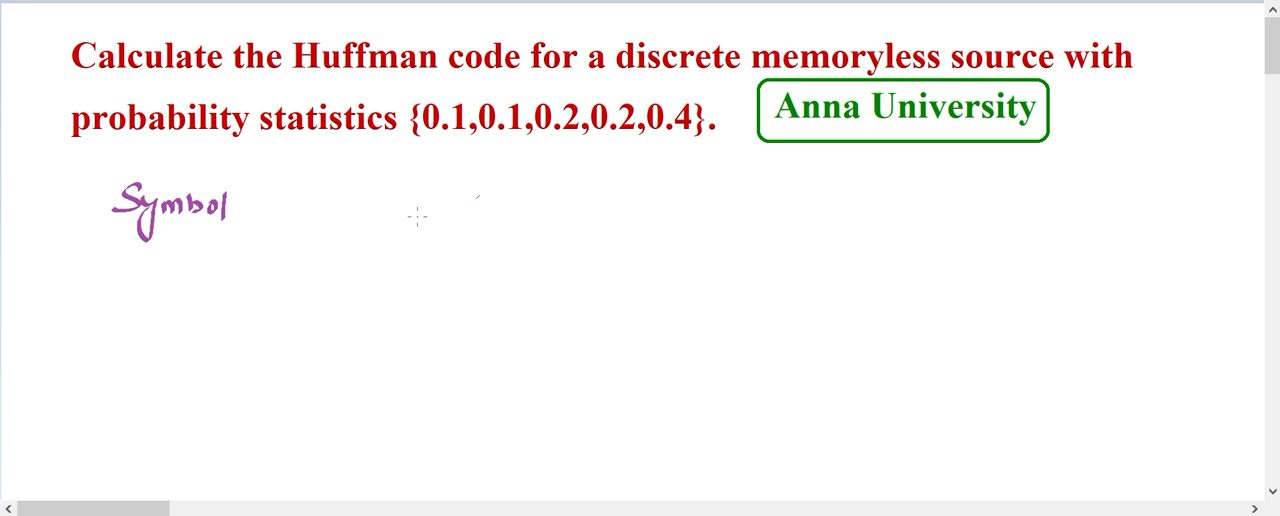 Calculate the Huffman code for a discrete memoryless source with
probability statistics {0.1,0.1,0.2,0.2,0.4}. Anna University
Symbol